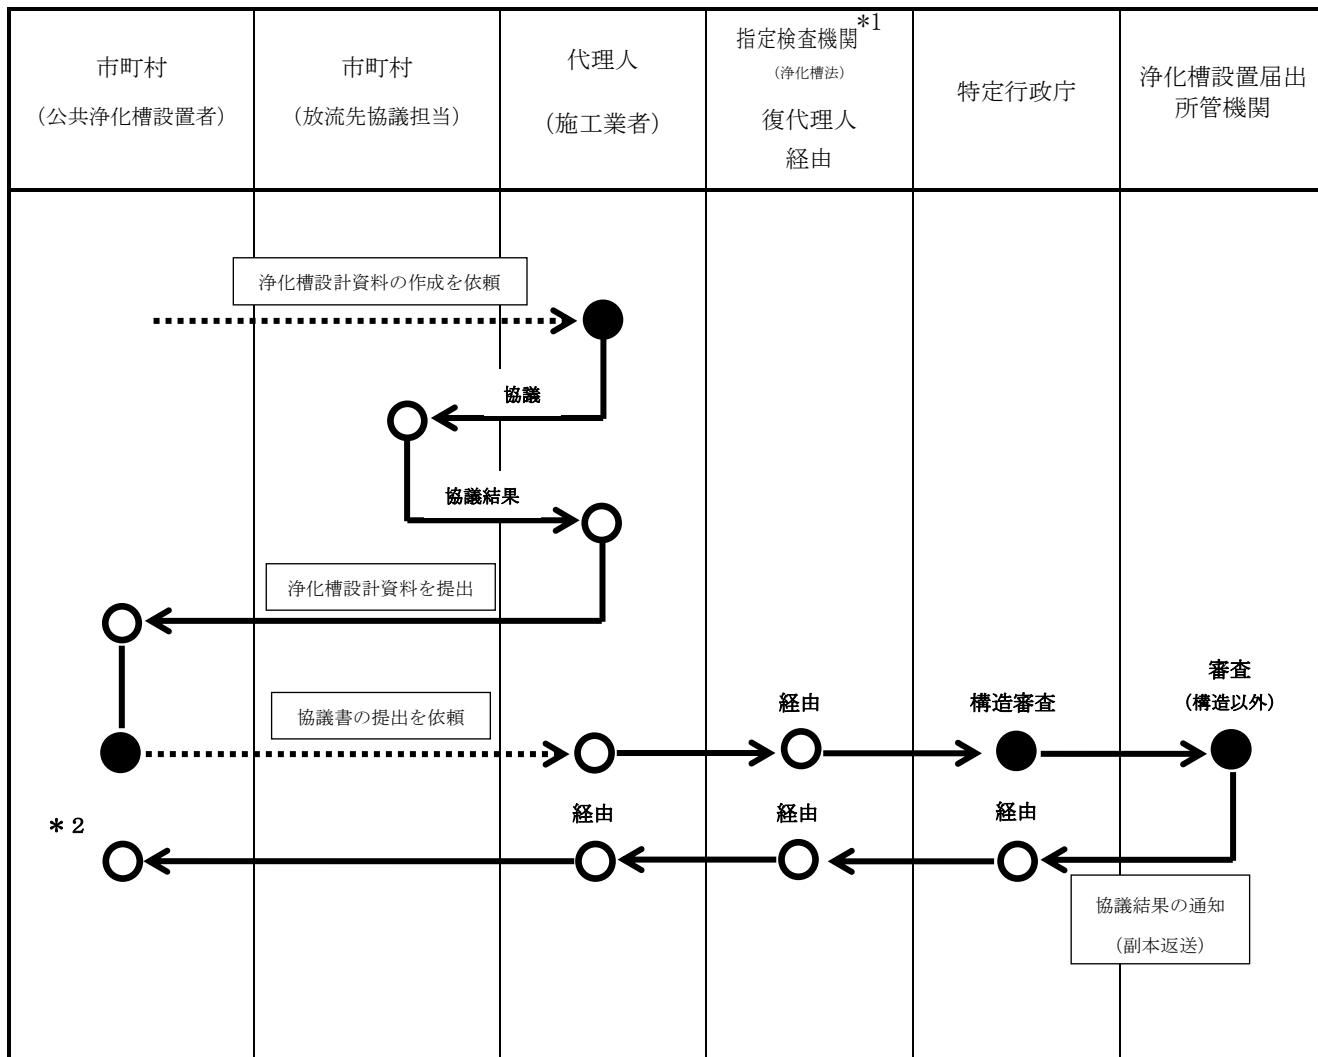 市町村
（公共浄化槽設置者）
市町村
（放流先協議担当）
代理人
（施工業者）
指定検査機関*1
（浄化槽法）
復代理人
経由
特定行政庁
浄化槽設置届出
所管機関
浄化槽設計資料の作成を依頼
協議
協議結果
浄化槽設計資料を提出
協議書の提出を依頼
経由
構造審査
審査
（構造以外）
＊２
経由
経由
経由
協議結果の通知
（副本返送）